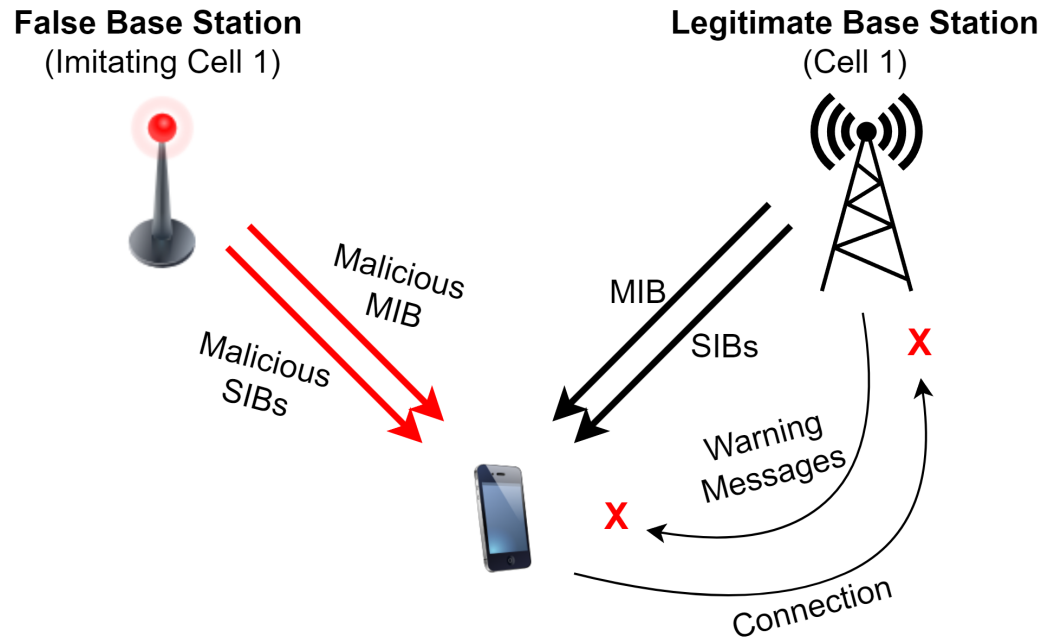 False Base Station
(Imitating Cell 1)
Legitimate Base Station
(Cell 1)
Malicious
MIB
Malicious
SIBs
MIB
SIBs
X
Warning
Messages
X
Connection